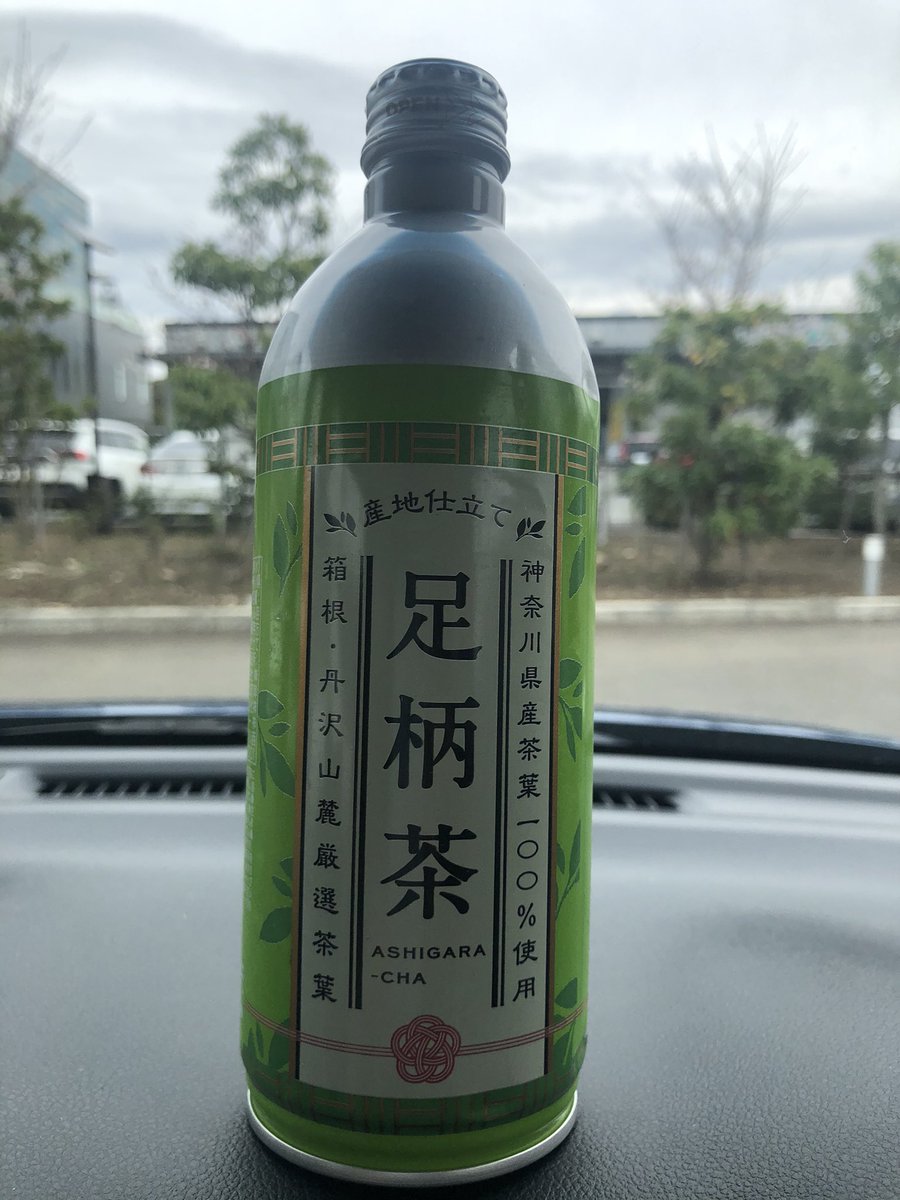 OPEN
産地仕立て
神奈川県産茶葉一〇〇%使用
足柄茶
ASHIGARA
-CHA
箱根・丹沢山麓厳選茶葉